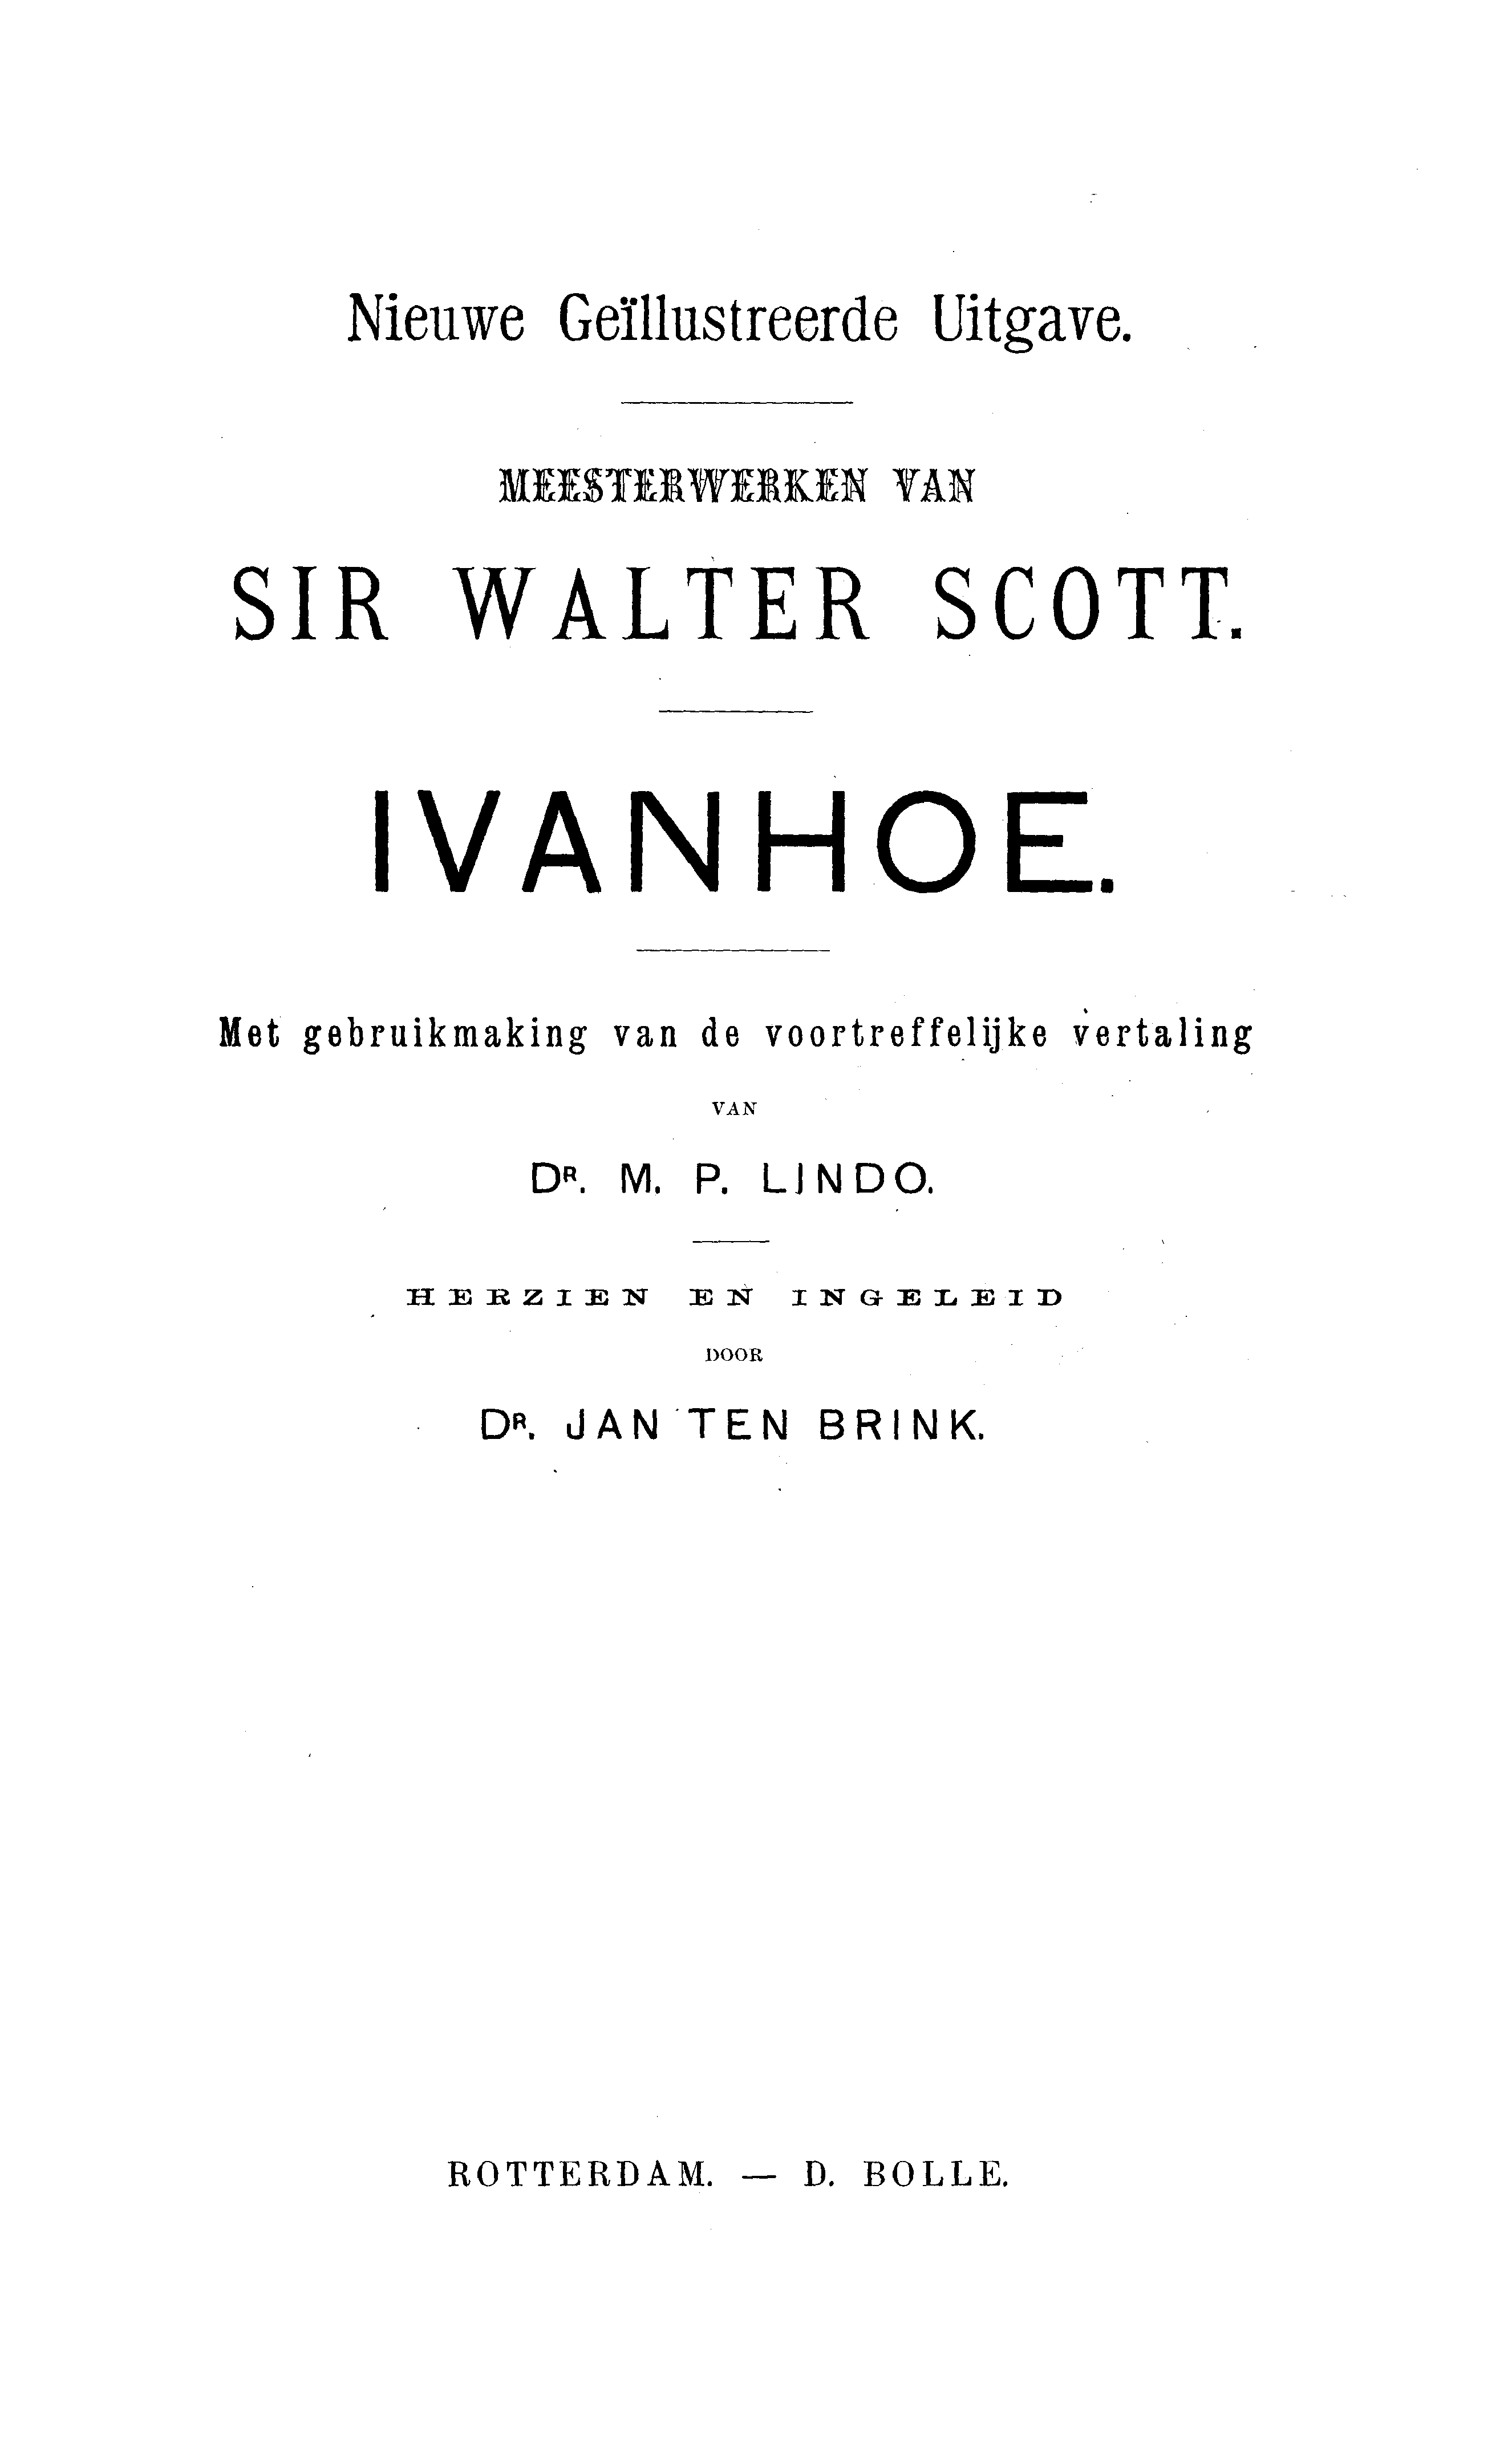 Nieuwe Geïllustreerde Uitgave.
MEESTERWERKEN VAN
SIR WALTER SCOTT.
IVANHOE.
Met gebruikmaking van de voortreffelijke vertaling
VAN
DR. M. P. LINDO.
HERZIEN EN INGELEID
DOOR
DR. JAN TEN BRINK.
ROTTERDAM. — D. BOLLE.